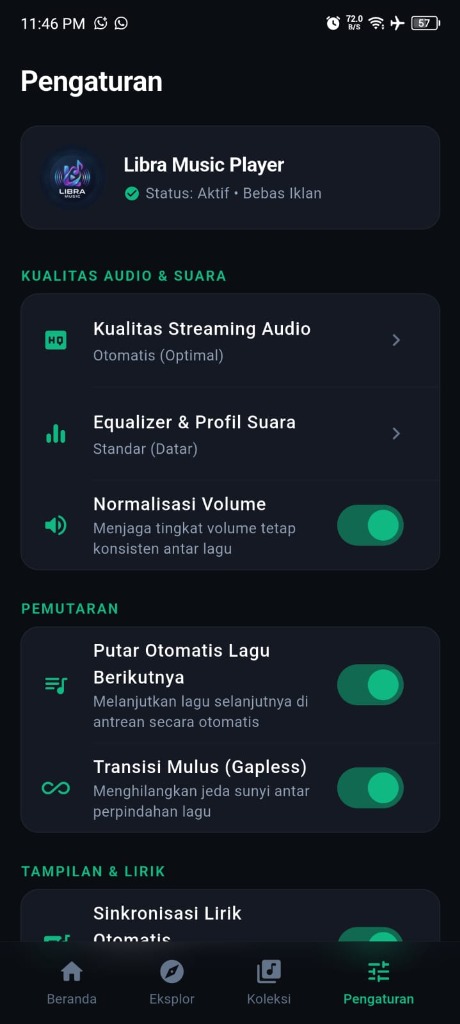 11:46 PM
72.0
B/S
57
Pengaturan
LIBRA
MUSIC
Libra Music Player
Status: Aktif • Bebas Iklan
KUALITAS AUDIO & SUARA
HQ
Kualitas Streaming Audio
Otomatis (Optimal)
Equalizer & Profil Suara
Standar (Datar)
Normalisasi Volume
Menjaga tingkat volume tetap
konsisten antar lagu
PEMUTARAN
Putar Otomatis Lagu
Berikutnya
Melanjutkan lagu selanjutnya di
antrean secara otomatis
Transisi Mulus (Gapless)
Menghilangkan jeda sunyi antar
perpindahan lagu
TAMPILAN & LIRIK
Sinkronisasi Lirik
Otomatis
Beranda
Eksplor
Koleksi
Pengaturan